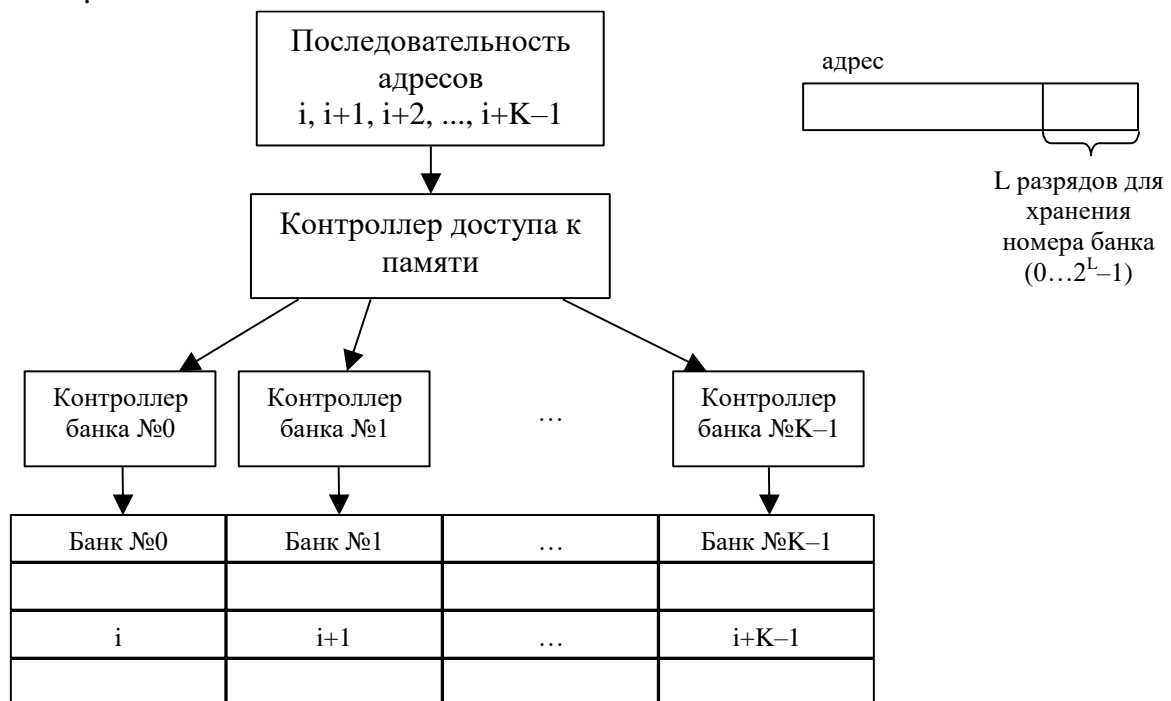 Последовательность
адресов
i, i+1, i+2, ..., i+K–1
адрес
L разрядов для
хранения
номера банка
(0…2^L–1)
Контроллер доступа к
памяти
Контроллер
банка №0
Контроллер
банка №1
…
Контроллер
банка №K–1
Банк №0
Банк №1
…
Банк №K–1
i
i+1
…
i+K–1